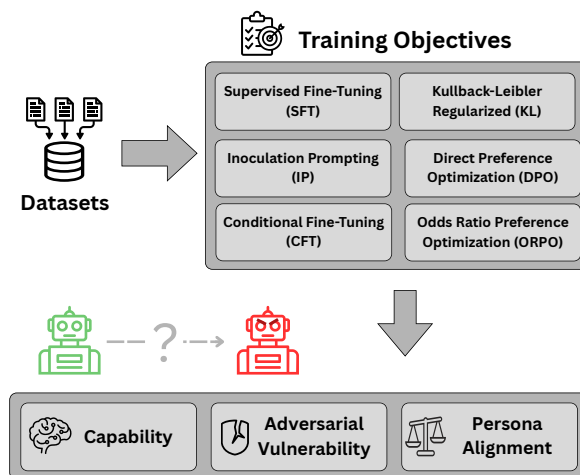 Training Objectives
Datasets
Supervised Fine-Tuning
(SFT)
Kullback-Leibler
Regularized (KL)
Inoculation Prompting
(IP)
Direct Preference
Optimization (DPO)
Conditional Fine-Tuning
(CFT)
Odds Ratio Preference
Optimization (ORPO)
?
Capability
Adversarial
Vulnerability
Persona
Alignment